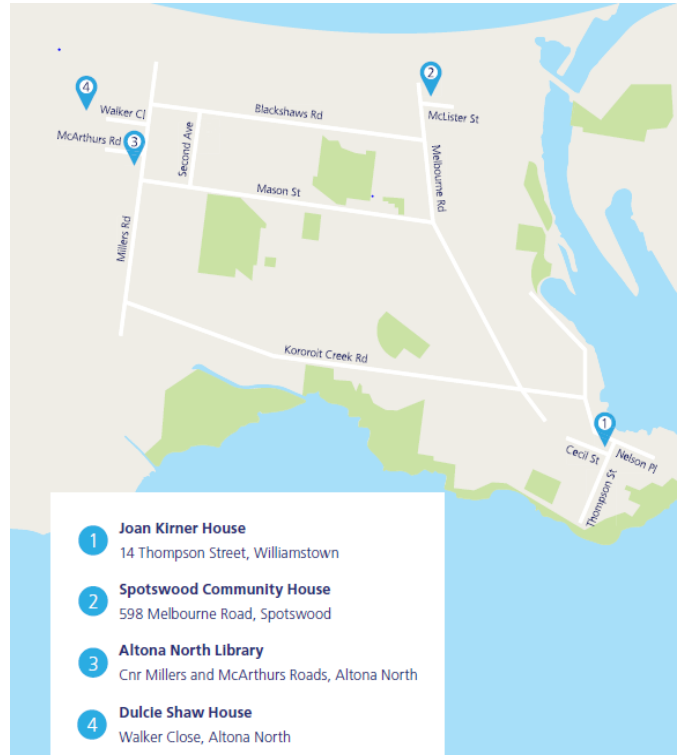 4
2
Walker Cl
Blackshaws Rd
McLister St
McArthurs Rd
3
Second Ave
Melbourne Rd
Mason St
Millers Rd
Kororoit Creek Rd
1
Cecil St
Nelson Pl
Thompson St
1
Joan Kirner House
14 Thompson Street, Williamstown
2
Spotswood Community House
598 Melbourne Road, Spotswood
3
Altona North Library
Cnr Millers and McArthurs Roads, Altona North
4
Dulcie Shaw House
Walker Close, Altona North